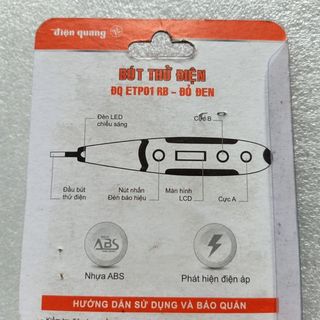 điện quang
BÚT THỬ ĐIỆN
ĐQ ETP01 RB – ĐỎ ĐEN
Đèn LED
chiếu sáng
Cực B
Đầu bút
thử điện
Nút nhấn
Đèn báo hiệu
Màn hình
LCD
Cực A
ABS
Nhựa ABS
Phát hiện điện áp
HƯỚNG DẪN SỬ DỤNG VÀ BẢO QUẢN